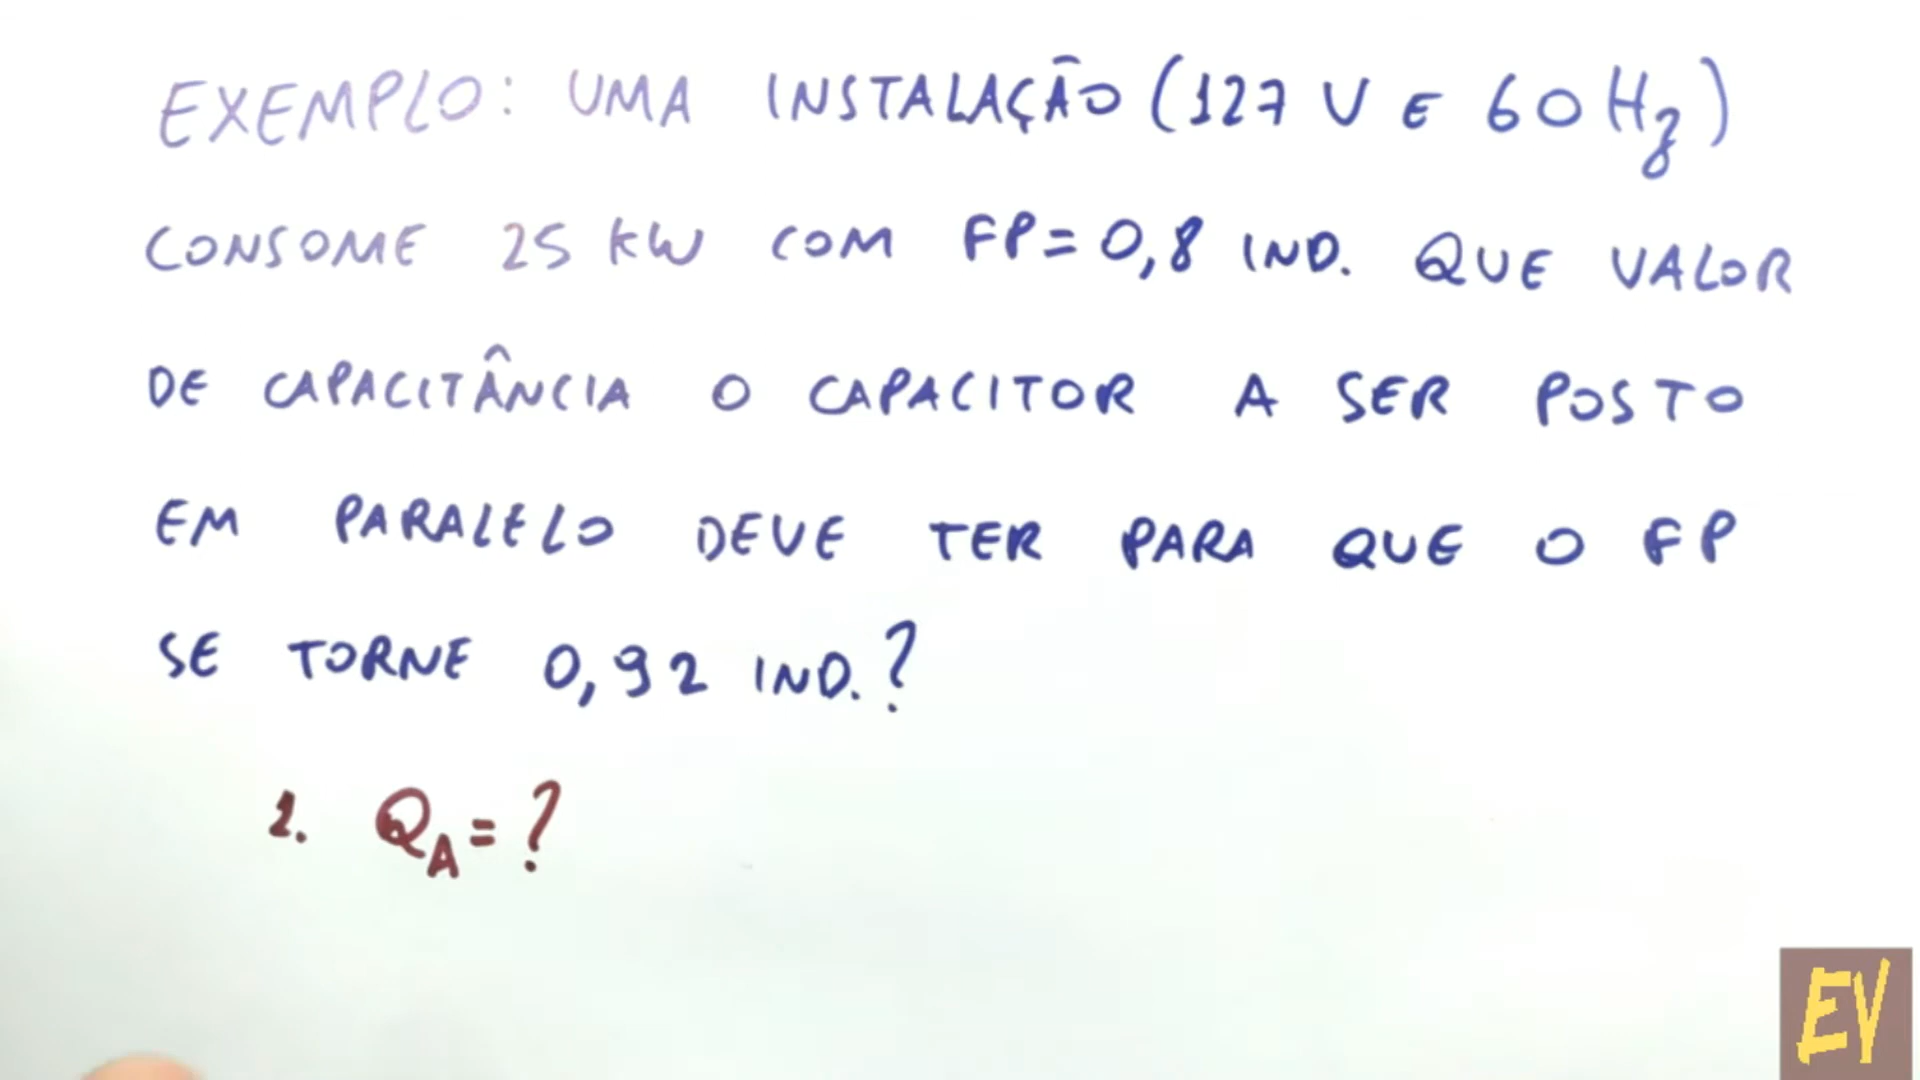 EXEMPLO: UMA INSTALAÇÃO (127 V E 60 Hz)
CONSOME 25 kW COM FP = 0,8 IND. QUE VALOR
DE CAPACITÂNCIA O CAPACITOR A SER POSTO
EM PARALELO DEVE TER PARA QUE O FP
SE TORNE 0,92 IND.?
1. QA = ?
EV